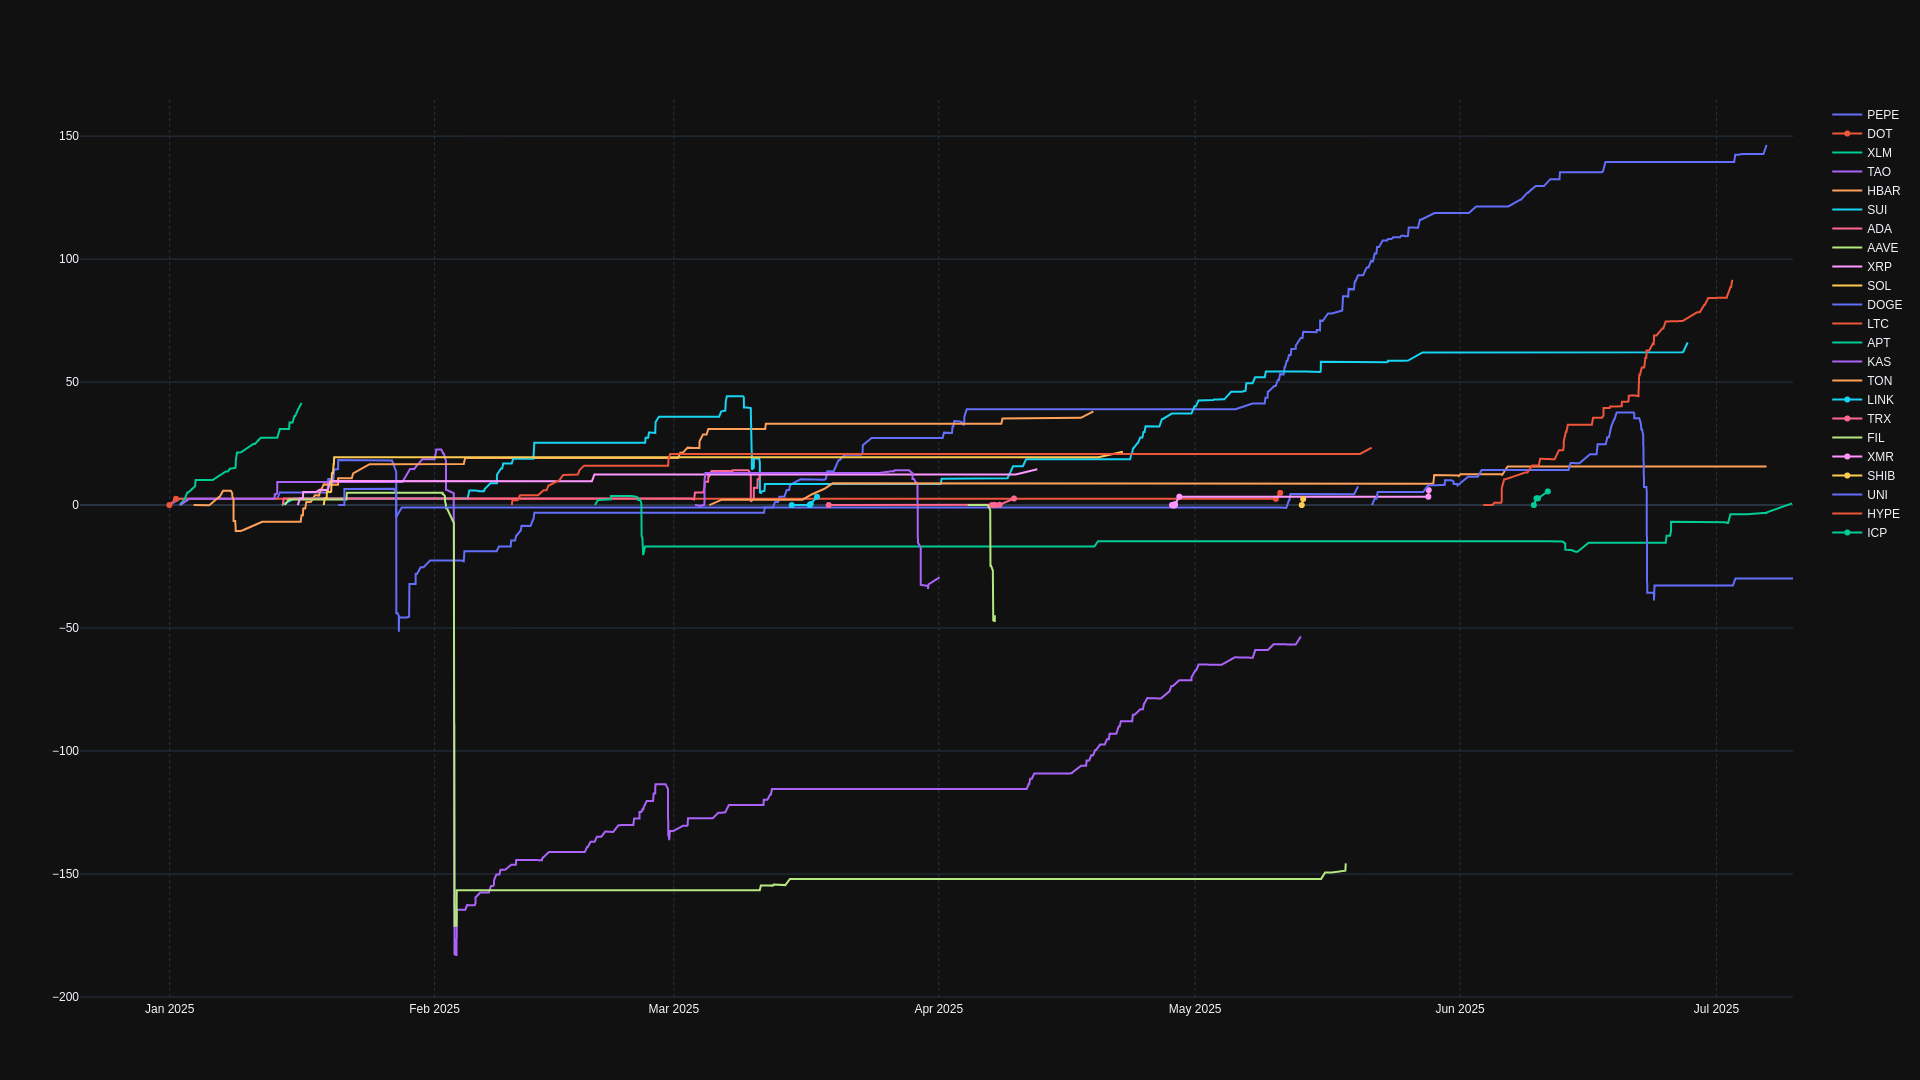 150
100
50
0
−50
−100
−150
−200
Jan 2025
Feb 2025
Mar 2025
Apr 2025
May 2025
Jun 2025
Jul 2025
PEPE
DOT
XLM
TAO
HBAR
SUI
ADA
AAVE
XRP
SOL
DOGE
LTC
APT
KAS
TON
LINK
TRX
FIL
XMR
SHIB
UNI
HYPE
ICP